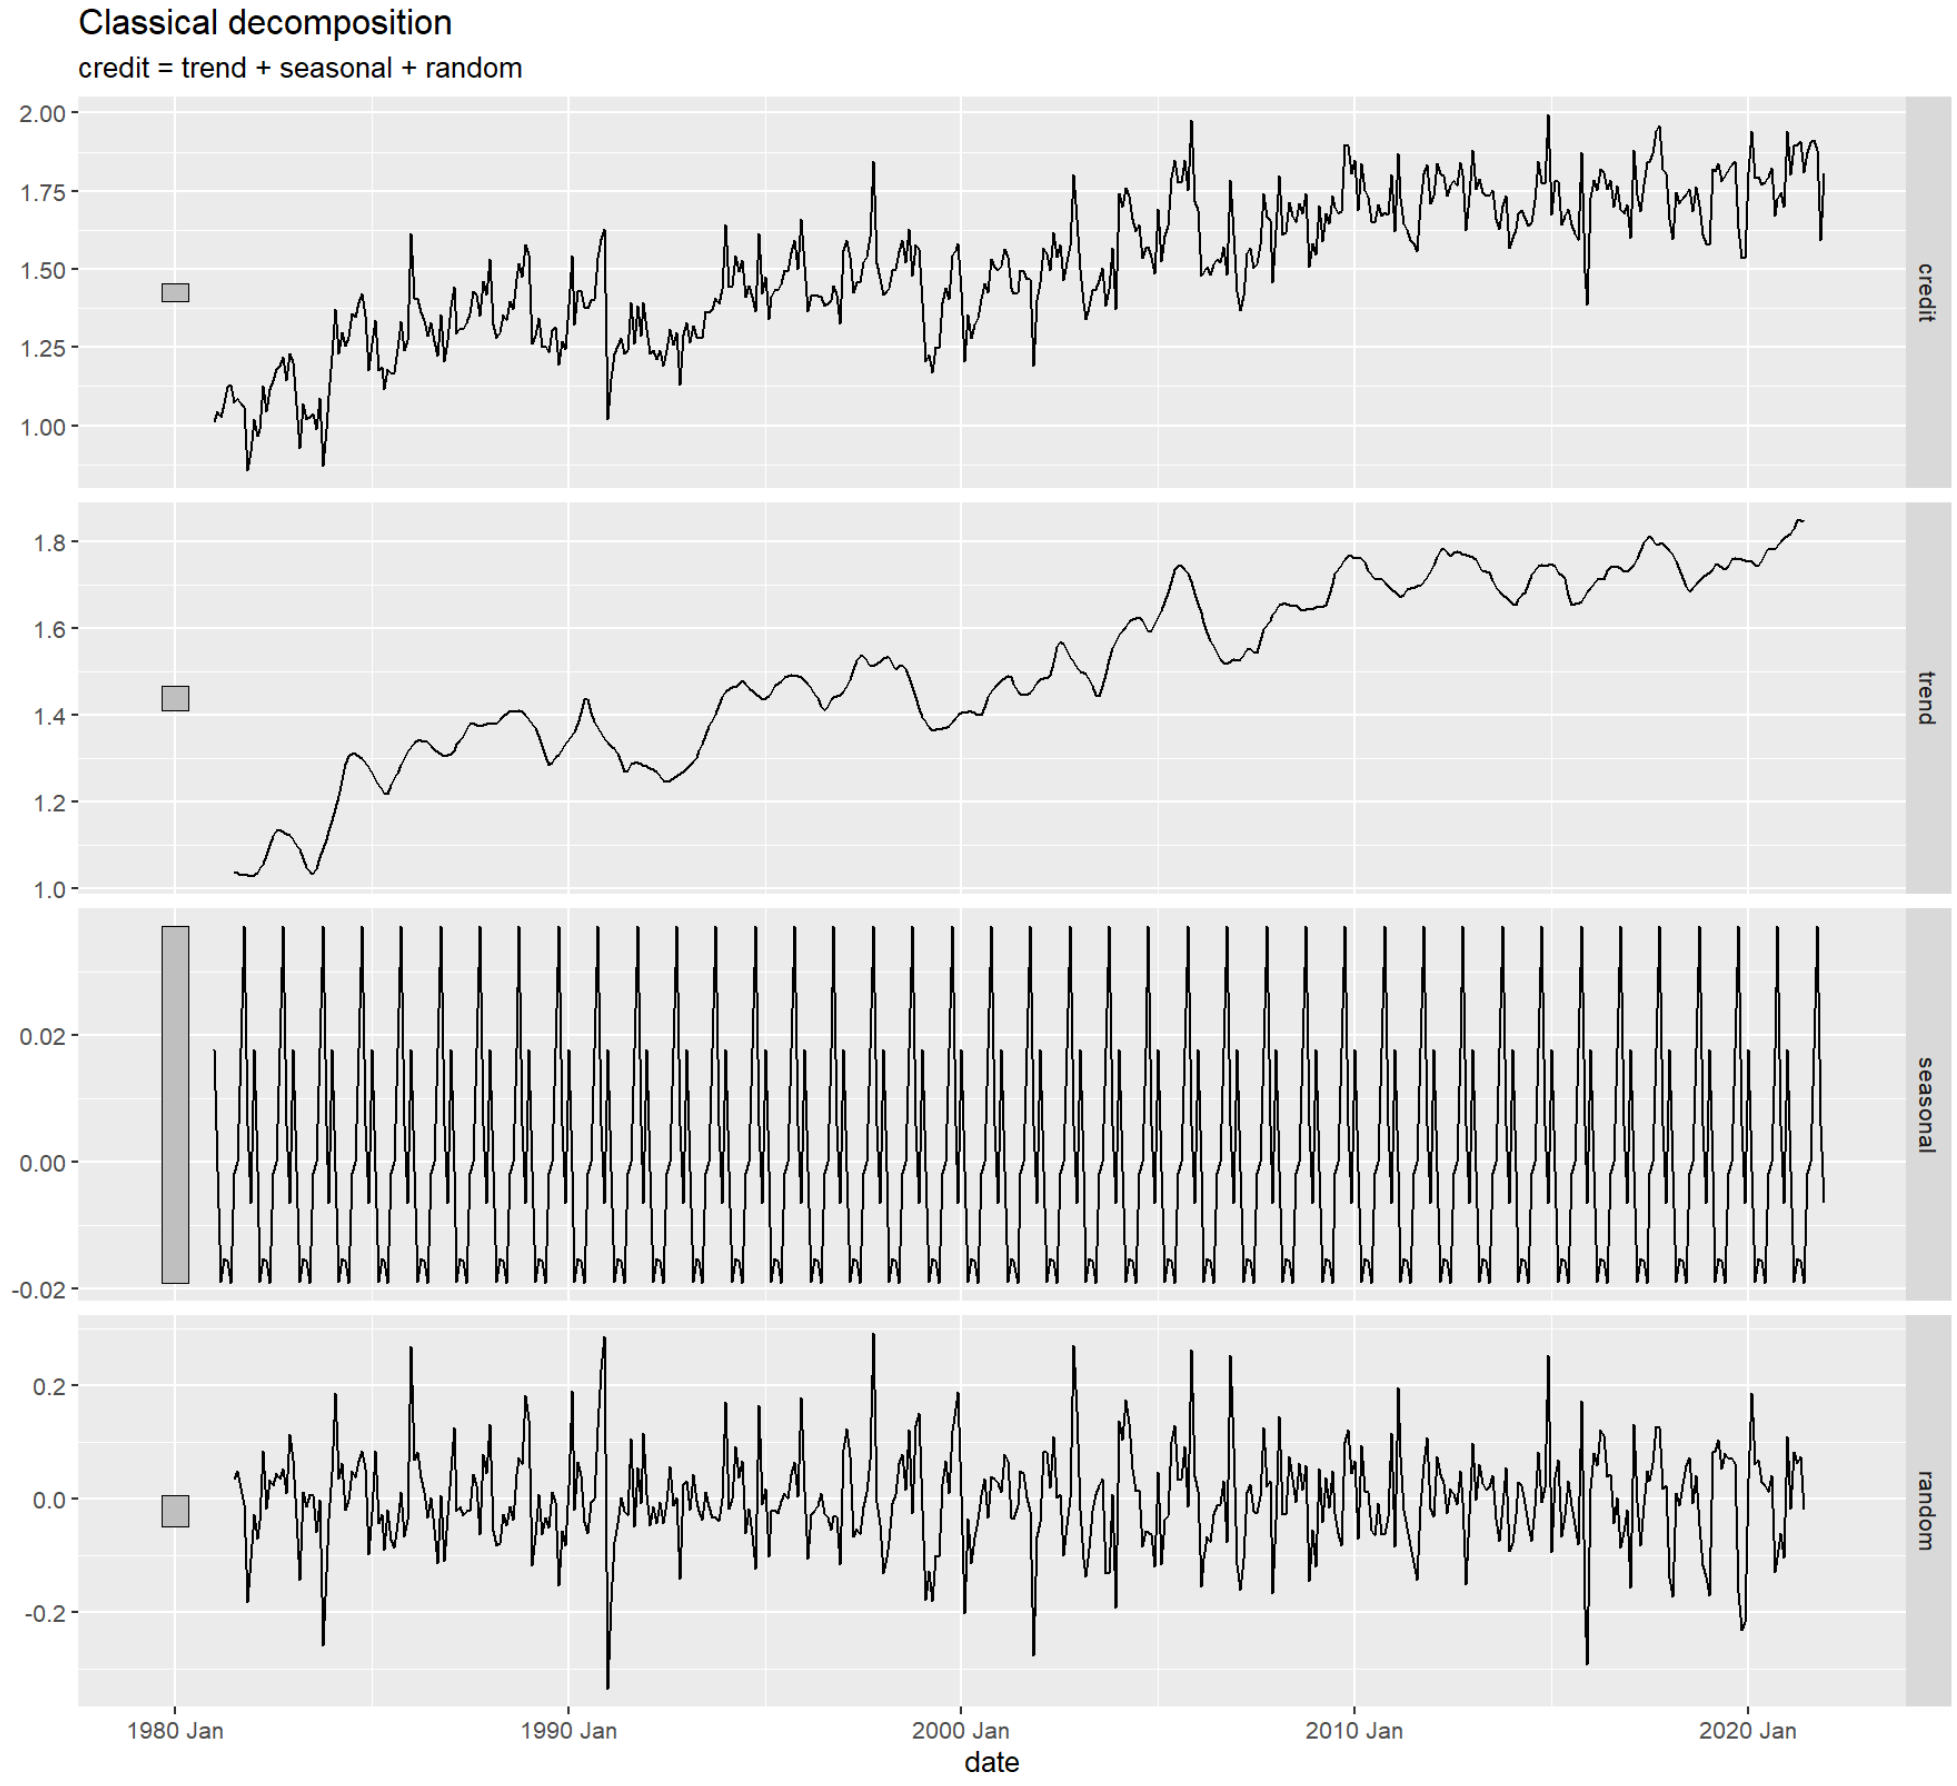 Classical decomposition
credit = trend + seasonal + random
2.00
1.75
1.50
1.25
1.00
credit
1.8
1.6
1.4
1.2
1.0
trend
0.02
0.00
-0.02
seasonal
0.2
0.0
-0.2
random
1980 Jan 1990 Jan 2000 Jan 2010 Jan 2020 Jan
date